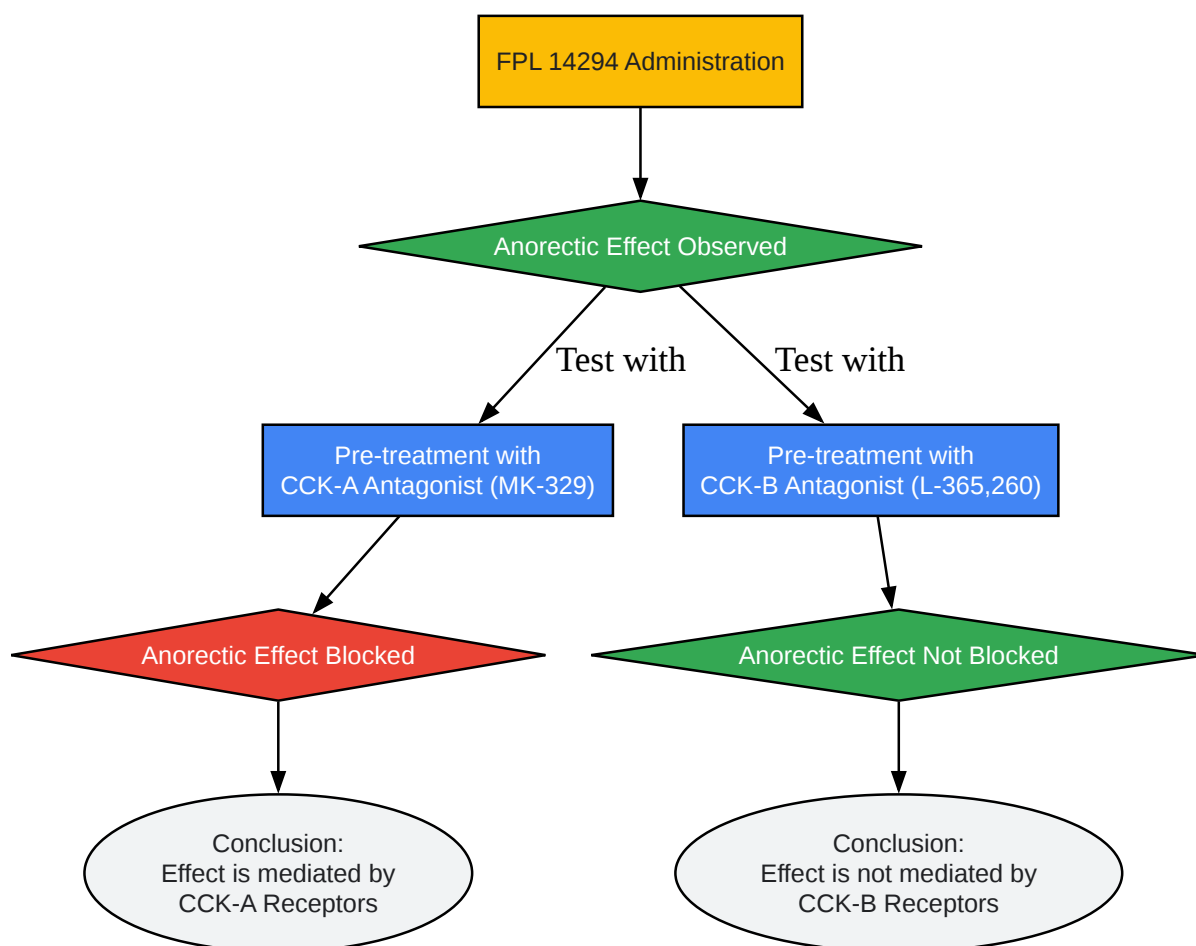 FPL 14294 Administration
Anorectic Effect Observed
Test with
Test with
Pre-treatment with
CCK-A Antagonist (MK-329)
Pre-treatment with
CCK-B Antagonist (L-365,260)
Anorectic Effect Blocked
Anorectic Effect Not Blocked
Conclusion:
Effect is mediated by
CCK-A Receptors
Conclusion:
Effect is not mediated by
CCK-B Receptors